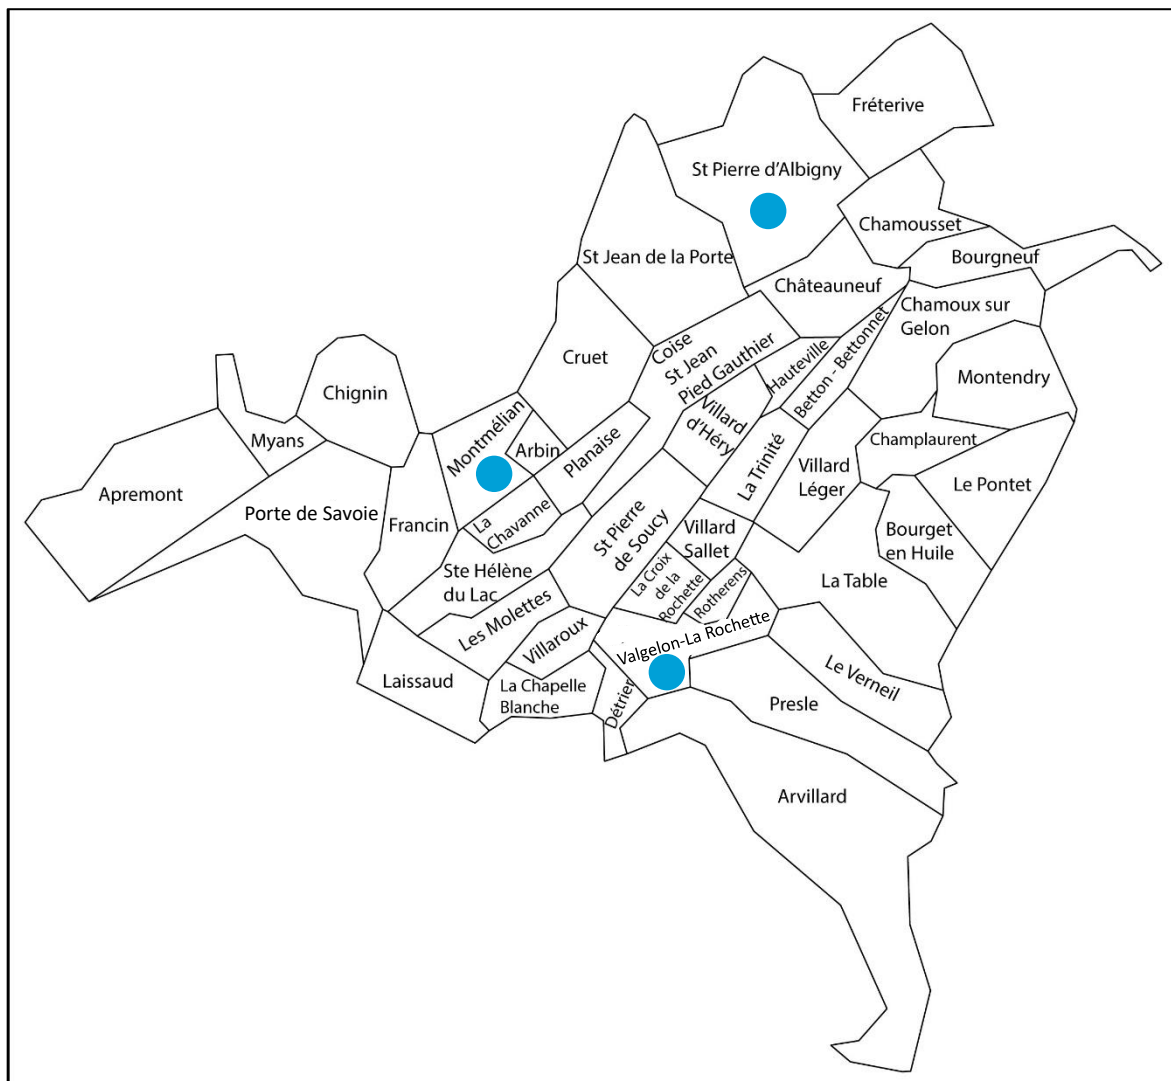 Fréterive
St Pierre d'Albigny
Chamousset
St Jean de la Porte
Bourgneuf
Châteauneuf
Chamoux sur
Gelon
Coise
St Jean
Pied Gauthier
Cruet
Hauteville
Betton - Bettonnet
Montendry
Chignin
Villard
d'Héry
Myans
Montmélian
Arbin
Planaise
La Trinité
Champlaurent
Villard
Léger
Apremont
Le Pontet
Porte de Savoie
Francin
La
Chavanne
St Pierre
de Soucy
Villard
Sallet
Bourget
en Huile
Ste Hélène
du Lac
La Croix
de la
Rochette
Rotherens
La Table
Les Molettes
Villaroux
Valgelon-La Rochette
Le Verneil
Laissaud
La Chapelle
Blanche
Détrier
Presle
Arvillard